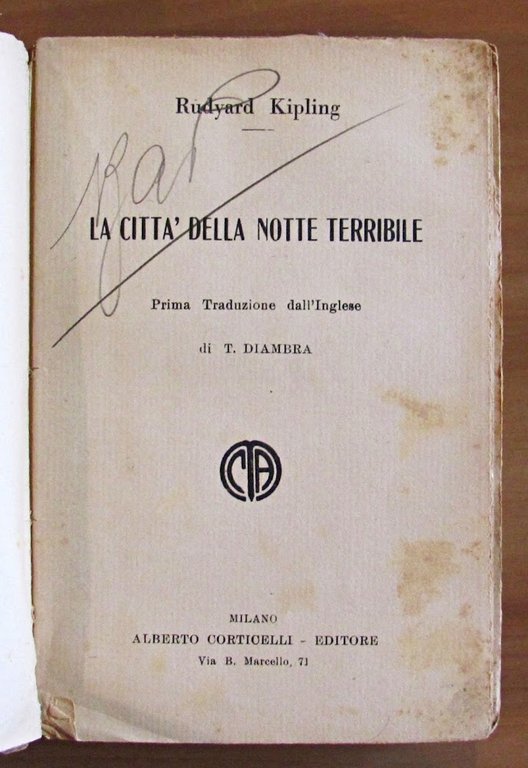 Rudyard Kipling
LA CITTA' DELLA NOTTE TERRIBILE
Prima Traduzione dall'Inglese
di T. DIAMBRA
MILANO
ALBERTO CORTICELLI - EDITORE
Via B. Marcello, 71